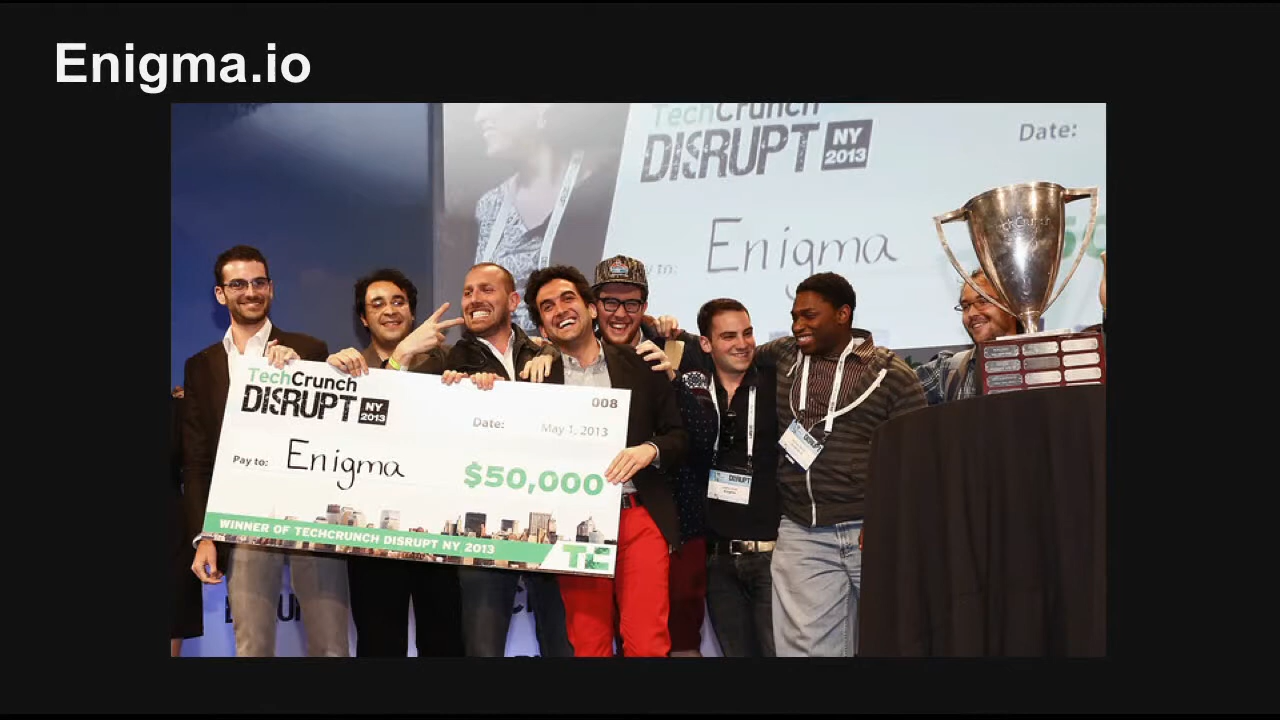 Enigma.io
TechCrunch
DISRUPT NY 2013
Date:
Enigma
TechCrunch
DISRUPT NY 2013
008
Date: May 1, 2013
Pay to: Enigma
$50,000
WINNER OF TECHCRUNCH DISRUPT NY 2013
TC